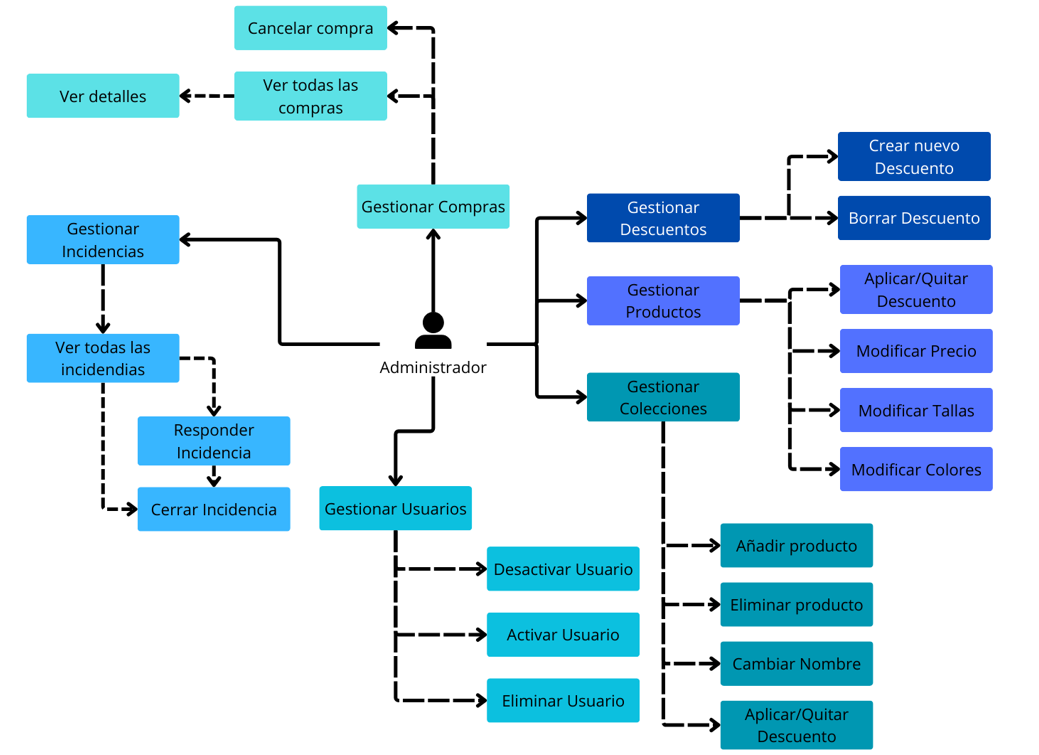 Cancelar compra
Ver todas las
compras
Ver detalles
Gestionar Compras
Gestionar
Incidencias
Ver todas las
incidendias
Responder
Incidencia
Cerrar Incidencia
Administrador
Gestionar Usuarios
Desactivar Usuario
Activar Usuario
Eliminar Usuario
Gestionar
Descuentos
Crear nuevo
Descuento
Borrar Descuento
Gestionar
Productos
Aplicar/Quitar
Descuento
Modificar Precio
Modificar Tallas
Modificar Colores
Gestionar
Colecciones
Añadir producto
Eliminar producto
Cambiar Nombre
Aplicar/Quitar
Descuento